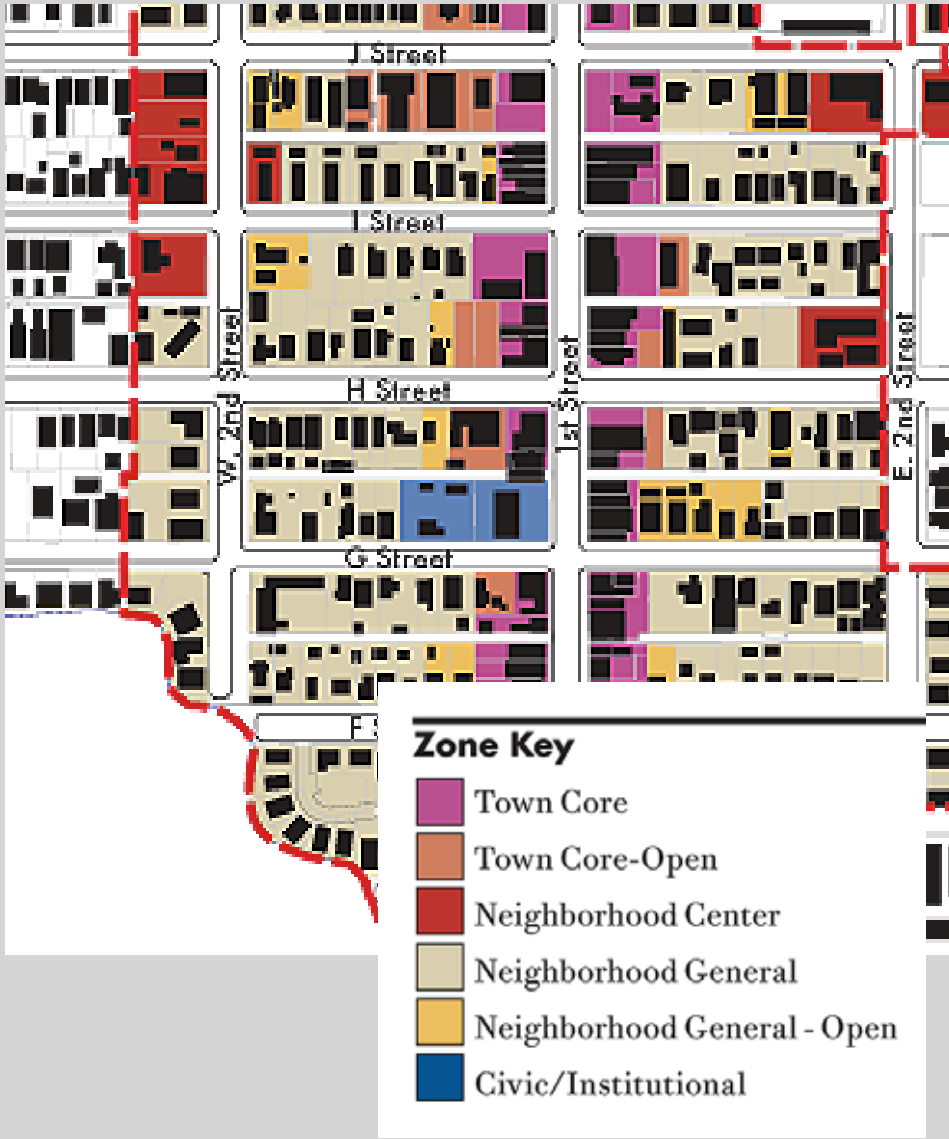 J Street
I Street
W. 2nd Street
H Street
1st Street
E. 2nd Street
G Street
F S
Zone Key
Town Core
Town Core-Open
Neighborhood Center
Neighborhood General
Neighborhood General - Open
Civic/Institutional